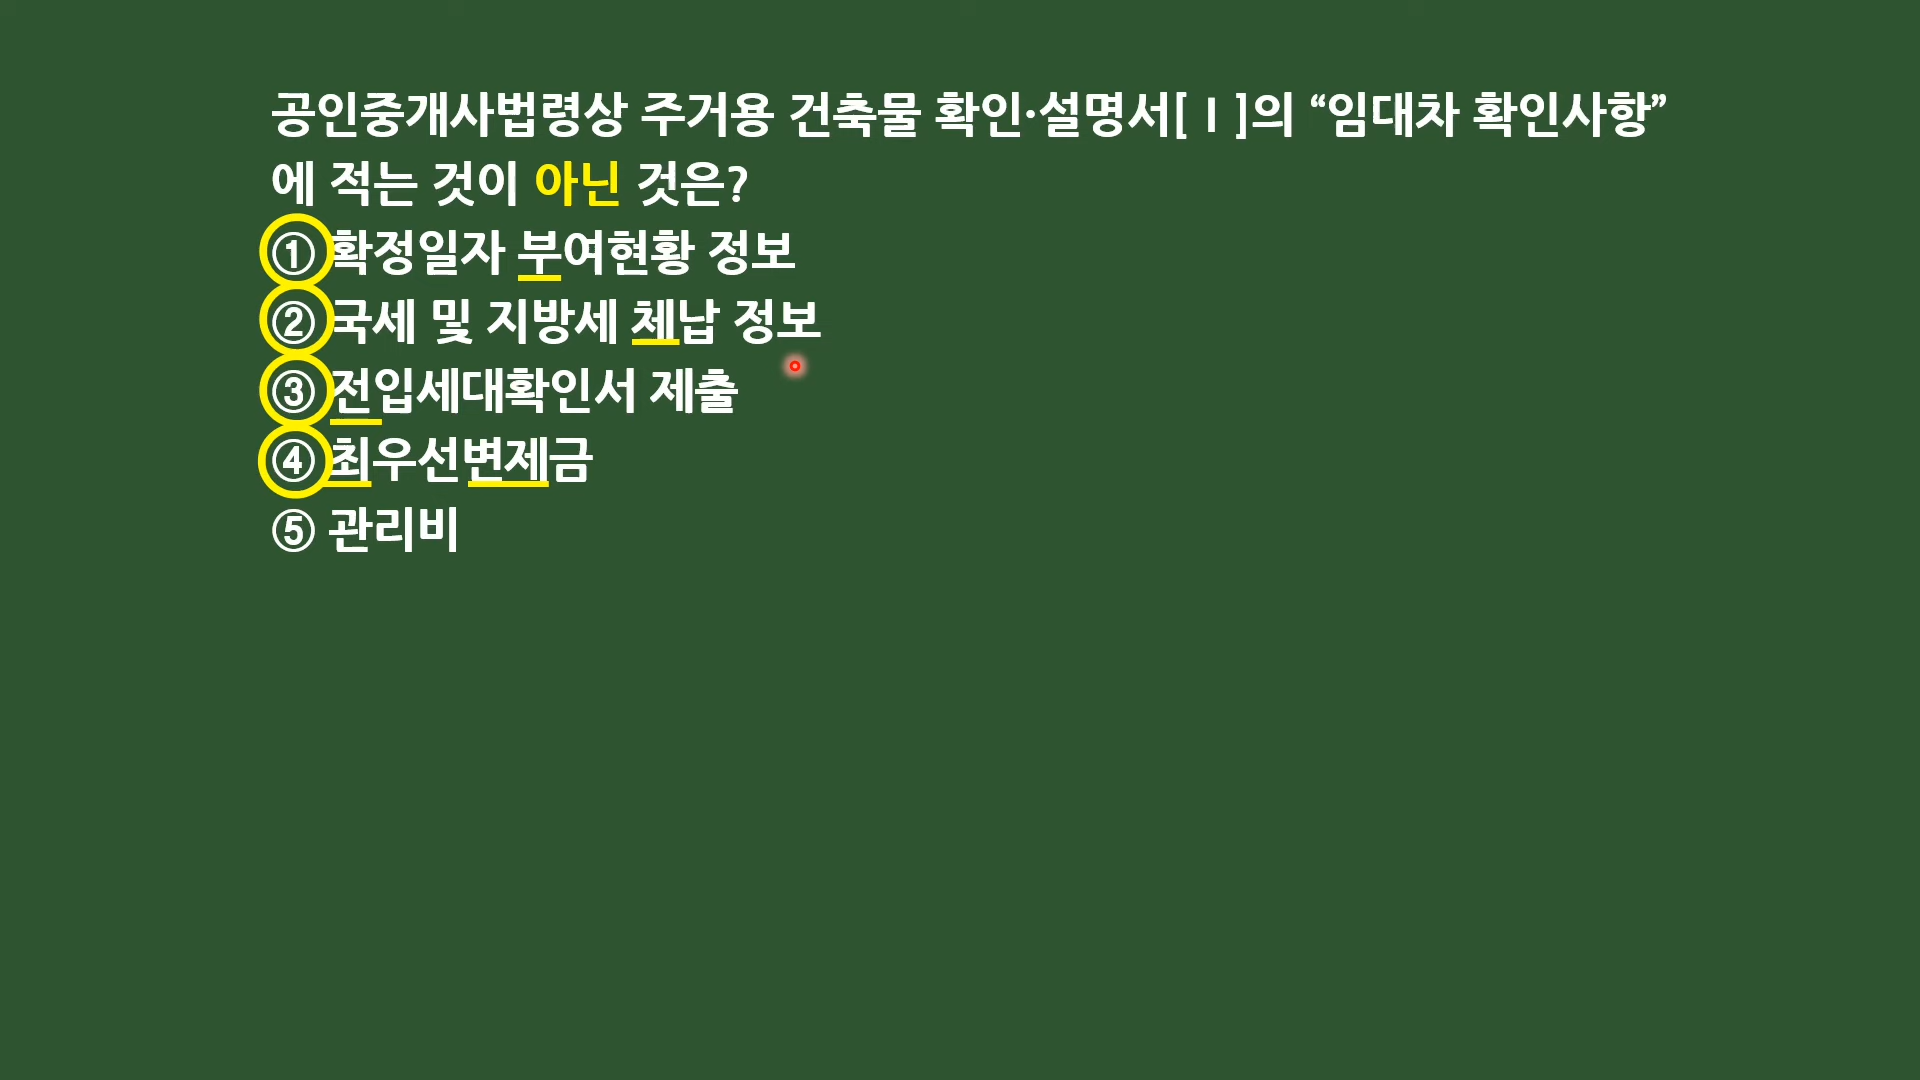 공인중개사법령상 주거용 건축물 확인·설명서[Ⅰ]의 “임대차 확인사항”
에 적는 것이 아닌 것은?
① 확정일자 부여현황 정보
② 국세 및 지방세 체납 정보
③ 전입세대확인서 제출
④ 최우선변제금
⑤ 관리비